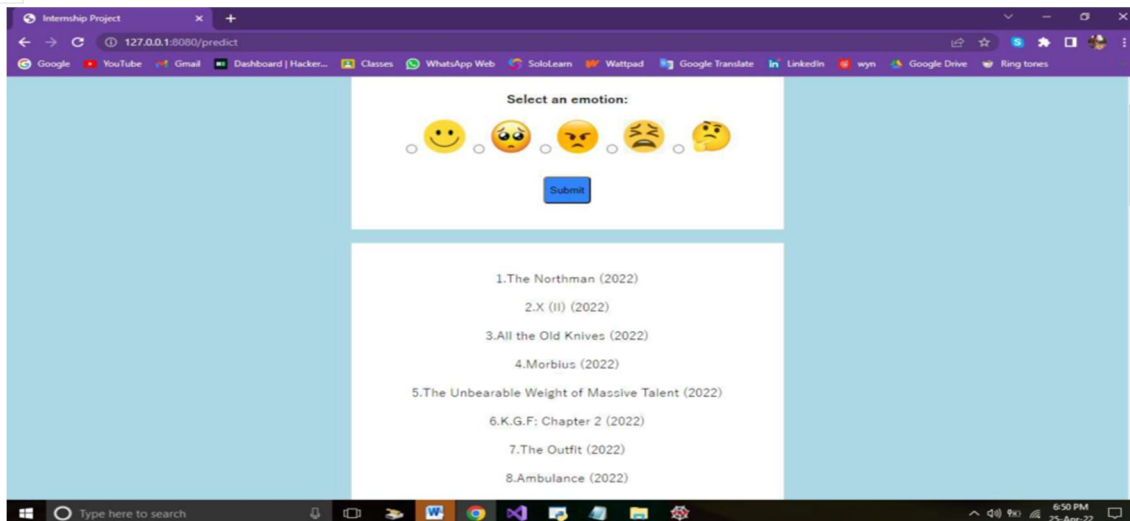 Internship Project
127.0.0.1:8080/predict
Google YouTube Gmail Dashboard | Hacker... Classes WhatsApp Web SoloLearn Wattpad Google Translate LinkedIn wyn Google Drive Ring tones
Select an emotion:
Submit
1.The Northman (2022)
2.X (II) (2022)
3.All the Old Knives (2022)
4.Morbius (2022)
5.The Unbearable Weight of Massive Talent (2022)
6.K.G.F: Chapter 2 (2022)
7.The Outfit (2022)
8.Ambulance (2022)
Type here to search
6:50 PM
25-Apr-22